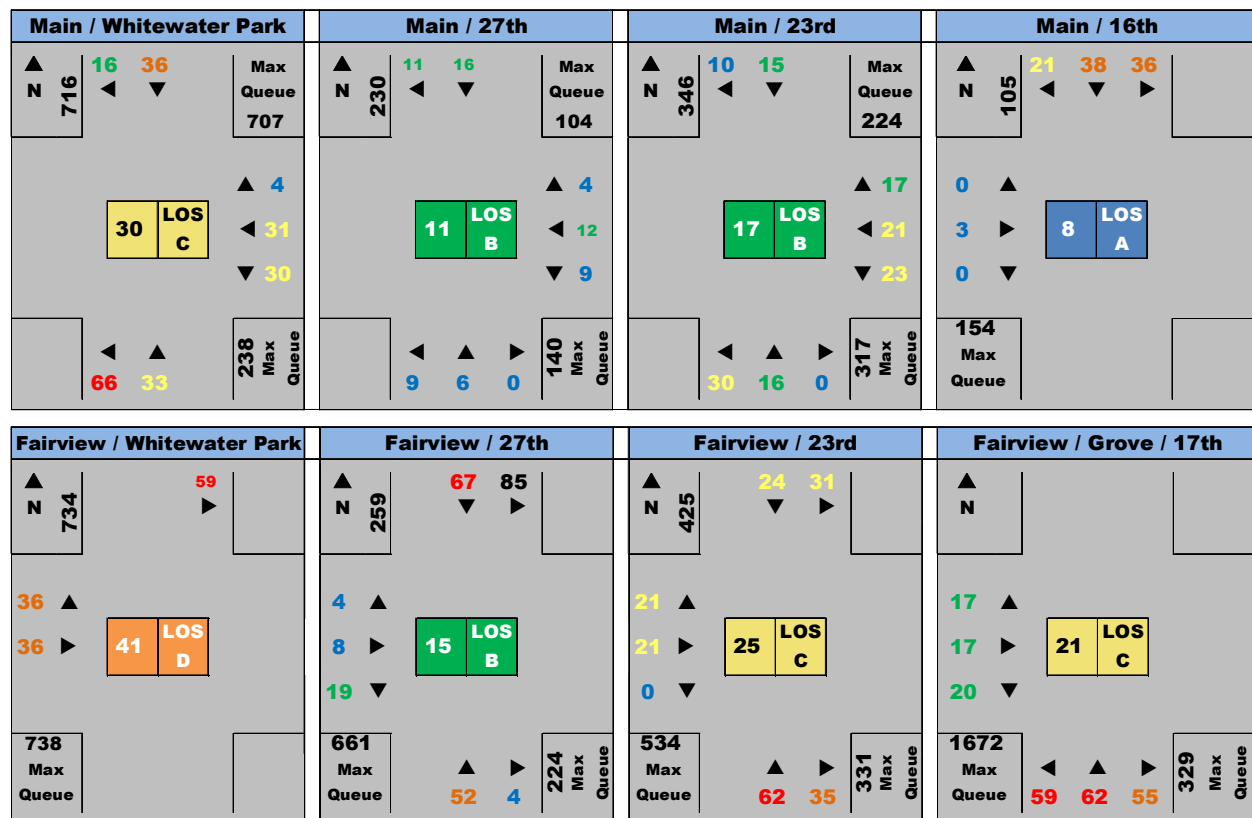 Main / Whitewater Park
N
716
16 36
Max
Queue
707
4
30 LOS
C
31
30
66 33
238
Max
Queue
Main / 27th
N
230
11 16
Max
Queue
104
4
11 LOS
B
12
9
9 6 0
140
Max
Queue
Main / 23rd
N
346
10 15
Max
Queue
224
17
17 LOS
B
21
23
30 16 0
317
Max
Queue
Main / 16th
N
105
21 38 36
0
3
8 LOS
A
0
154
Max
Queue
Fairview / Whitewater Park
N
734
59
36
36
41 LOS
D
738
Max
Queue
Fairview / 27th
N
259
67 85
4
8
15 LOS
B
19
661
Max
Queue
52 4
224
Max
Queue
Fairview / 23rd
N
425
24 31
21
21
25 LOS
C
0
534
Max
Queue
62 35
331
Max
Queue
Fairview / Grove / 17th
N
17
17
21 LOS
C
20
1672
Max
Queue
59 62 55
329
Max
Queue